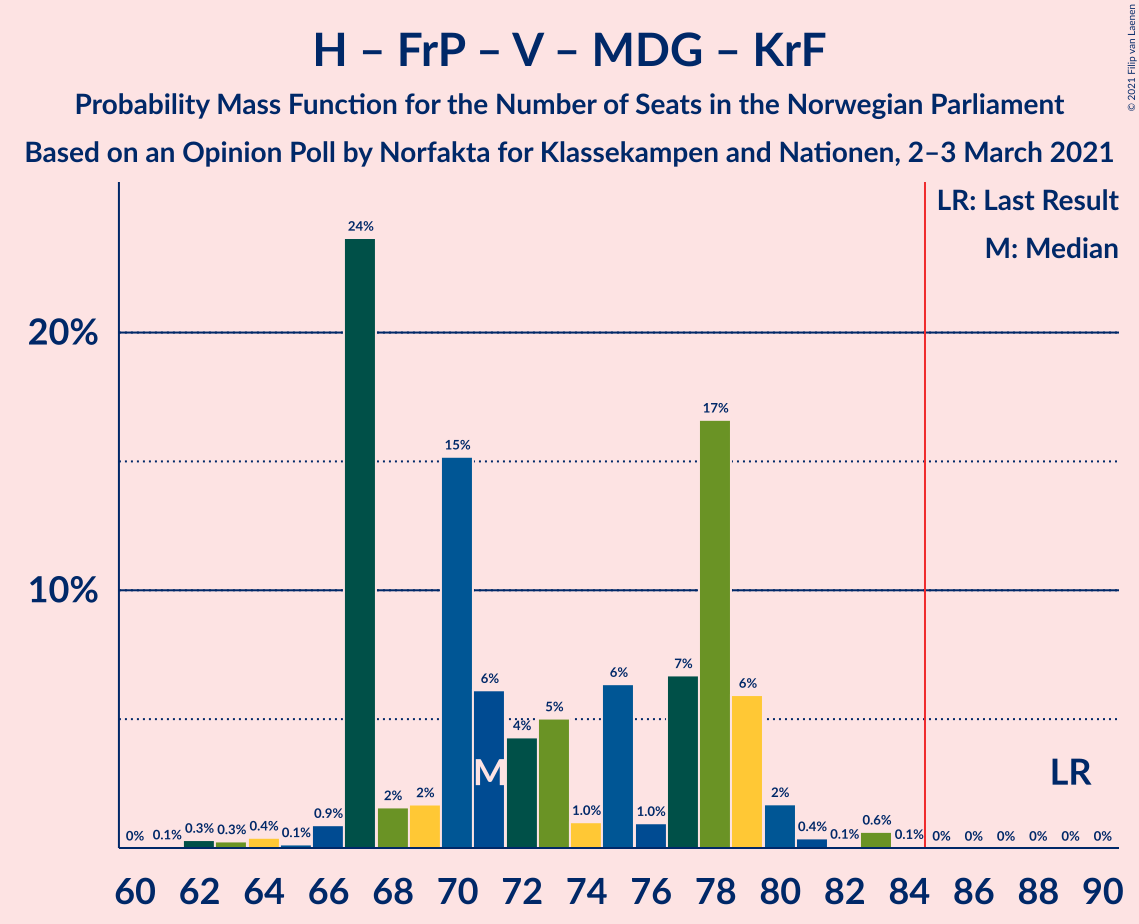 H – FrP – V – MDG – KrF
Probability Mass Function for the Number of Seats in the Norwegian Parliament
Based on an Opinion Poll by Norfakta for Klassekampen and Nationen, 2–3 March 2021
© 2021 Filip van Laenen
LR: Last Result
M: Median
20%
10%
0% 0.1% 0.3% 0.3% 0.4% 0.1% 0.9% 24% 2% 2% 15% 6% 4% 5% 1.0% 6% 1.0% 7% 17% 6% 2% 0.4% 0.1% 0.6% 0.1% 0% 0% 0% 0% 0% 0%
M
LR
60 62 64 66 68 70 72 74 76 78 80 82 84 86 88 90